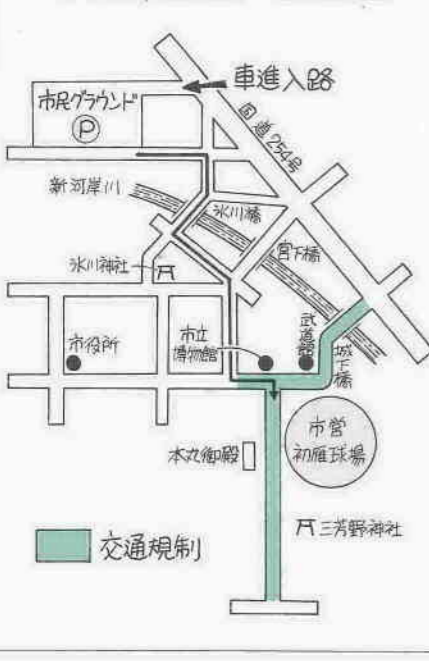 車進入路
市民グラウンド
P
国道254号
新河岸川
氷川橋
宮下橋
氷川神社
武道館
城下橋
市役所
市立
博物館
市営
初雁球場
本丸御殿
三芳野神社
交通規制